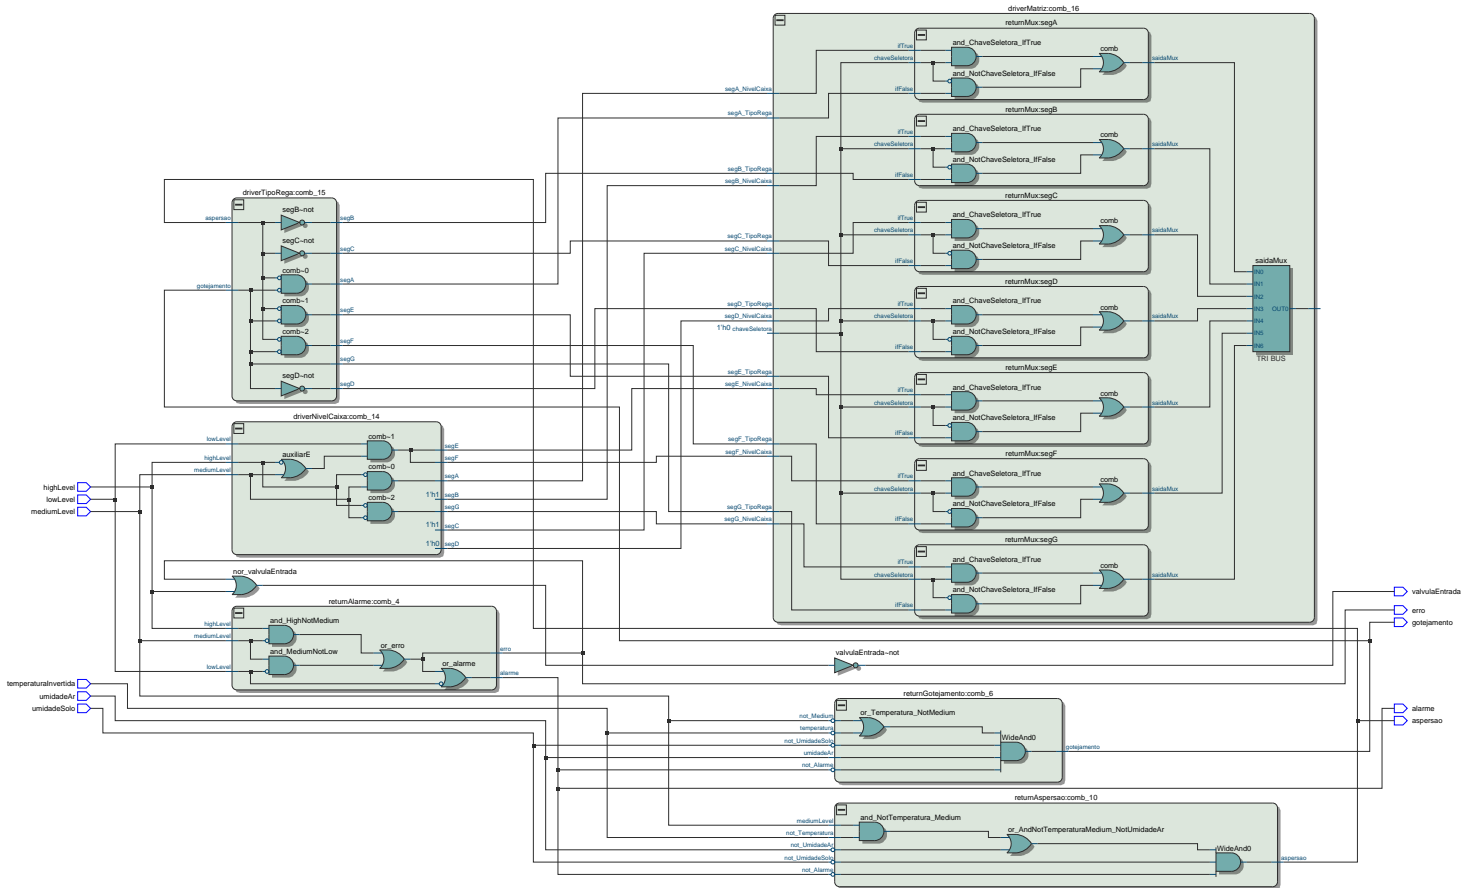 driverMatriz:comb_16
returnMux:segA
and_ChaveSeletora_IfTrue
comb
ifTrue
chaveSeletora
saidaMux
and_NotChaveSeletora_IfFalse
ifFalse
segA_NivelCaixa
segA_TipoRega
returnMux:segB
and_ChaveSeletora_IfTrue
comb
ifTrue
chaveSeletora
saidaMux
and_NotChaveSeletora_IfFalse
ifFalse
segB_TipoRega
segB_NivelCaixa
returnMux:segC
and_ChaveSeletora_IfTrue
comb
ifTrue
chaveSeletora
saidaMux
and_NotChaveSeletora_IfFalse
ifFalse
segC_TipoRega
segC_NivelCaixa
returnMux:segD
and_ChaveSeletora_IfTrue
comb
ifTrue
chaveSeletora
saidaMux
and_NotChaveSeletora_IfFalse
ifFalse
segD_TipoRega
segD_NivelCaixa
1'h0 chaveSeletora
returnMux:segE
and_ChaveSeletora_IfTrue
comb
ifTrue
chaveSeletora
saidaMux
and_NotChaveSeletora_IfFalse
ifFalse
segE_TipoRega
segE_NivelCaixa
returnMux:segF
and_ChaveSeletora_IfTrue
comb
ifTrue
chaveSeletora
saidaMux
and_NotChaveSeletora_IfFalse
ifFalse
segF_TipoRega
segF_NivelCaixa
returnMux:segG
and_ChaveSeletora_IfTrue
comb
ifTrue
chaveSeletora
saidaMux
and_NotChaveSeletora_IfFalse
ifFalse
segG_TipoRega
segG_NivelCaixa
saidaMux
IN0
IN1
IN2
IN3
OUT0
IN4
IN5
IN6
TRI BUS
driverTipoRega:comb_15
aspersao
segB~not
segB
segC~not
segC
comb~0
segA
gotejamento
comb~1
segE
comb~2
segF
segG
segD~not
segD
driverNivelCaixa:comb_14
lowLevel
comb~1
segE
highLevel
auxiliarE
segF
mediumLevel
comb~0
segA
1'h1
segB
comb~2
segG
1'h1
segC
1'h0
segD
highLevel
lowLevel
mediumLevel
nor_valvulaEntrada
returnAlarme:comb_4
and_HighNotMedium
highLevel
mediumLevel
or_erro
and_MediumNotLow
erro
lowLevel
or_alarme
alarme
temperaturaInvertida
umidadeAr
umidadeSolo
valvulaEntrada~not
valvulaEntrada
erro
gotejamento
alarme
aspersao
returnGotejamento:comb_6
not_Medium
or_Temperatura_NotMedium
temperatura
not_UmidadeSolo
WideAnd0
umidadeAr
gotejamento
not_Alarme
returnAspersao:comb_10
and_NotTemperatura_Medium
mediumLevel
or_AndNotTemperaturaMedium_NotUmidadeAr
not_Temperatura
not_UmidadeAr
WideAnd0
not_UmidadeSolo
aspersao
not_Alarme